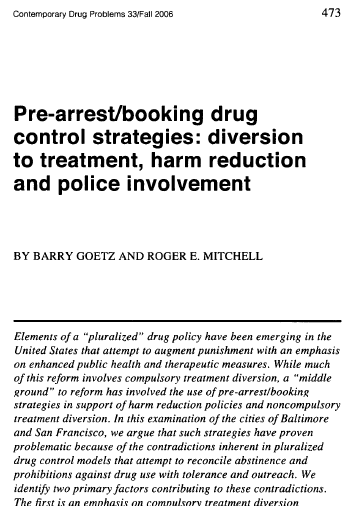 Contemporary Drug Problems 33/Fall 2006
473
Pre-arrest/booking drug
control strategies: diversion
to treatment, harm reduction
and police involvement
BY BARRY GOETZ AND ROGER E. MITCHELL
Elements of a "pluralized" drug policy have been emerging in the
United States that attempt to augment punishment with an emphasis
on enhanced public health and therapeutic measures. While much
of this reform involves compulsory treatment diversion, a "middle
ground" to reform has involved the use of pre-arrest/booking
strategies in support of harm reduction policies and noncompulsory
treatment diversion. In this examination of the cities of Baltimore
and San Francisco, we argue that such strategies have proven
problematic because of the contradictions inherent in pluralized
drug control models that attempt to reconcile abstinence and
prohibitions against drug use with tolerance and outreach. We
identify two primary factors contributing to these contradictions.
The first is an emphasis on compulsory treatment diversion